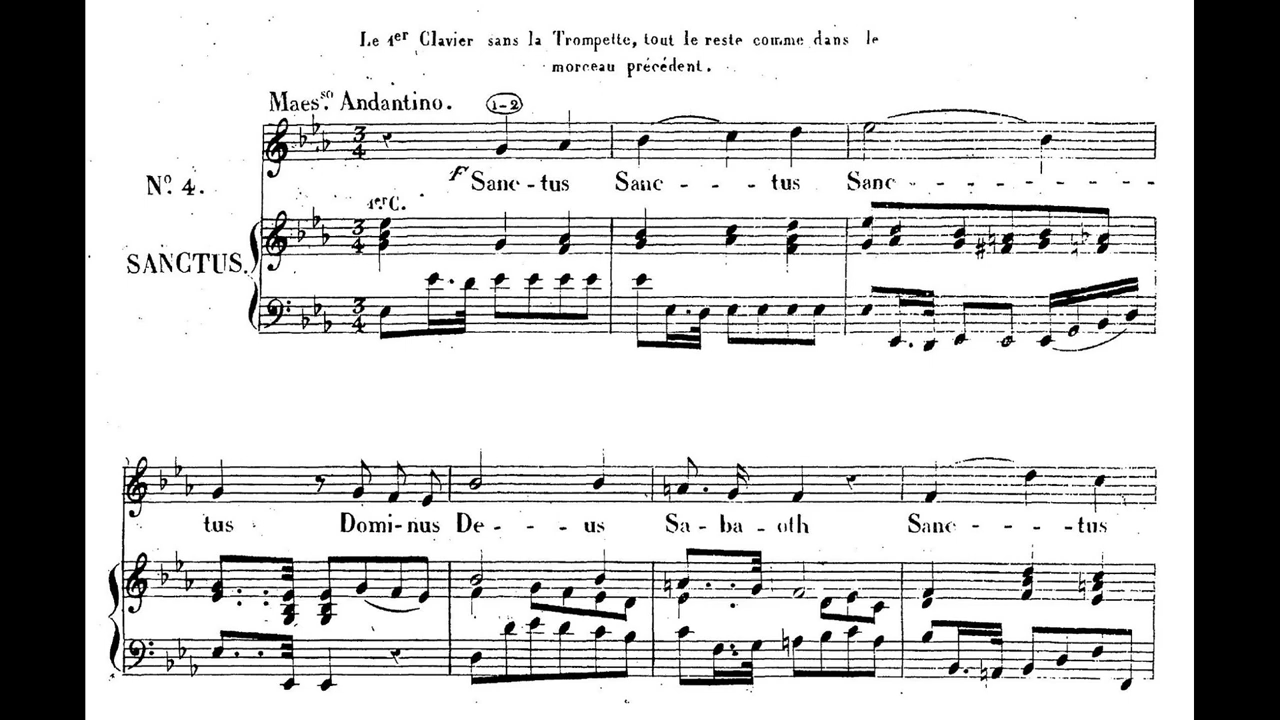 Le 1er Clavier sans la Trompette, tout le reste comme dans le
morceau précédent.
Maesso. Andantino. 1-2
No. 4.
f Sanc-tus Sanc - - - tus Sanc - - - - - - - - -
1er C.
SANCTUS.
tus Domi-nus De - - - us Sa-ba-oth Sanc - - - -tus